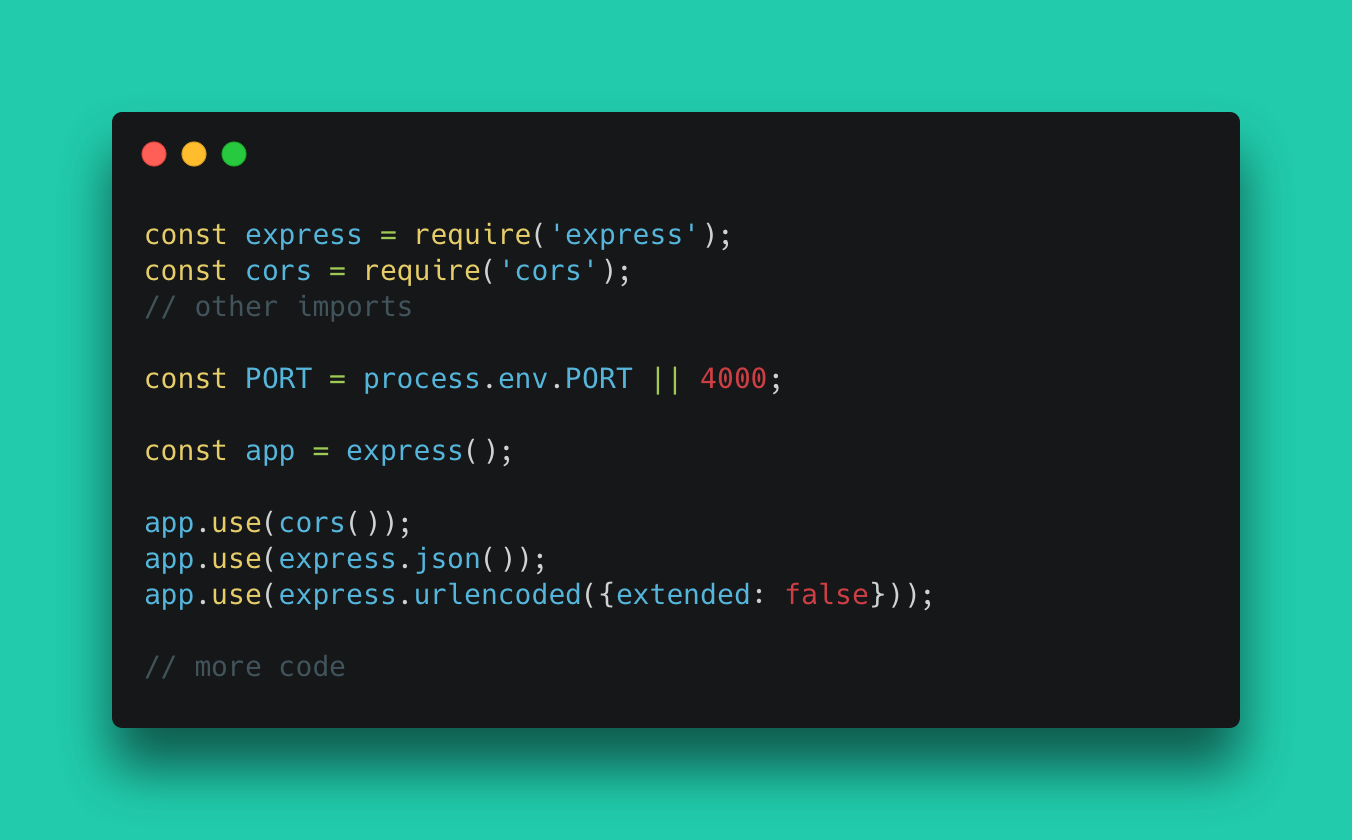 const express = require('express');
const cors = require('cors');
// other imports
const PORT = process.env.PORT || 4000;
const app = express();
app.use(cors());
app.use(express.json());
app.use(express.urlencoded({extended: false}));
// more code